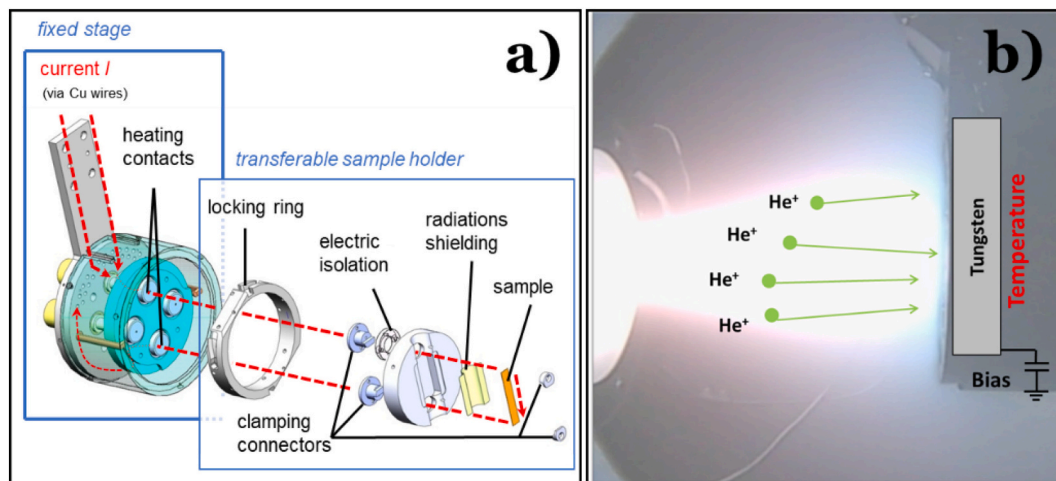 a)
fixed stage
current I
(via Cu wires)
heating
contacts
transferable sample holder
locking ring
electric
isolation
radiations
shielding
sample
clamping
connectors
b)
He⁺
He⁺
He⁺
He⁺
Tungsten
Temperature
Bias